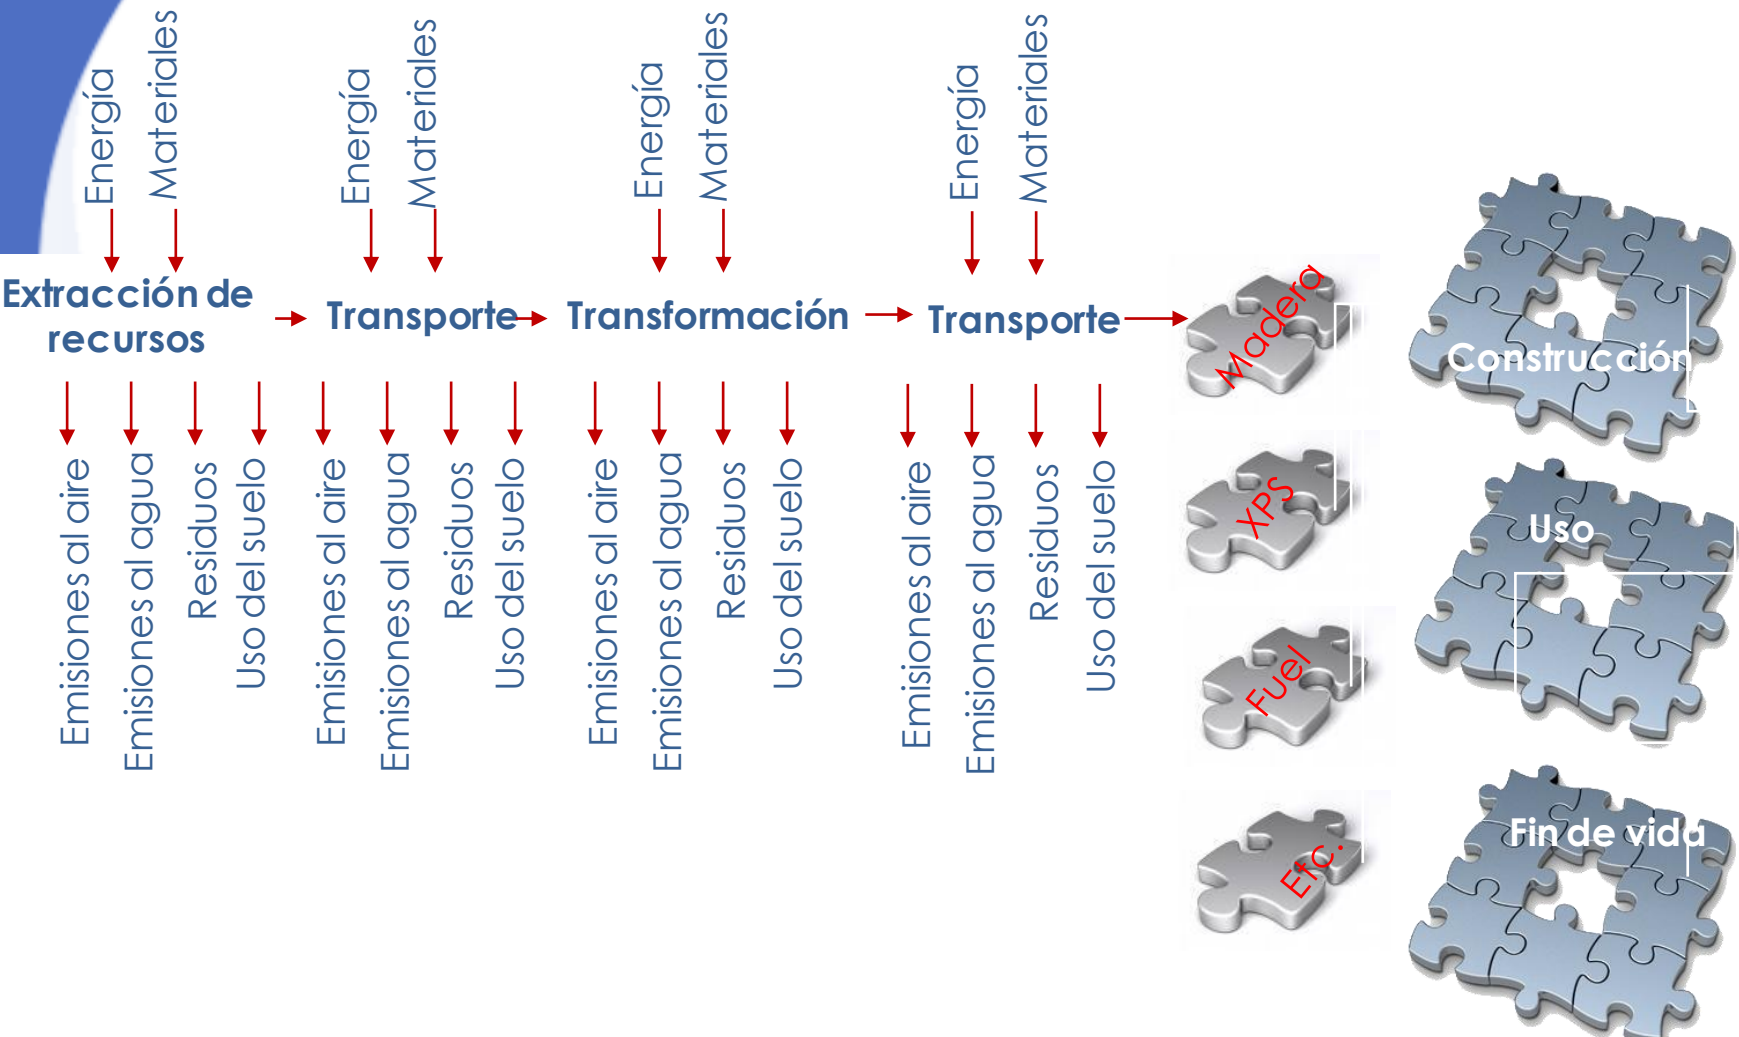 Energía
Materiales
Energía
Materiales
Energía
Materiales
Energía
Materiales
Extracción de
recursos
Transporte
Transformación
Transporte
Emisiones al aire
Emisiones al agua
Residuos
Uso del suelo
Emisiones al aire
Emisiones al agua
Residuos
Uso del suelo
Emisiones al aire
Emisiones al agua
Residuos
Uso del suelo
Emisiones al aire
Emisiones al agua
Residuos
Uso del suelo
Madera
XPS
Fuel
Etc.
Construcción
Uso
Fin de vida